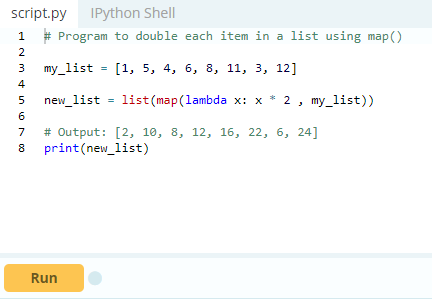 script.py IPython Shell
1 # Program to double each item in a list using map()
2
3 my_list = [1, 5, 4, 6, 8, 11, 3, 12]
4
5 new_list = list(map(lambda x: x * 2 , my_list))
6
7 # Output: [2, 10, 8, 12, 16, 22, 6, 24]
8 print(new_list)
Run